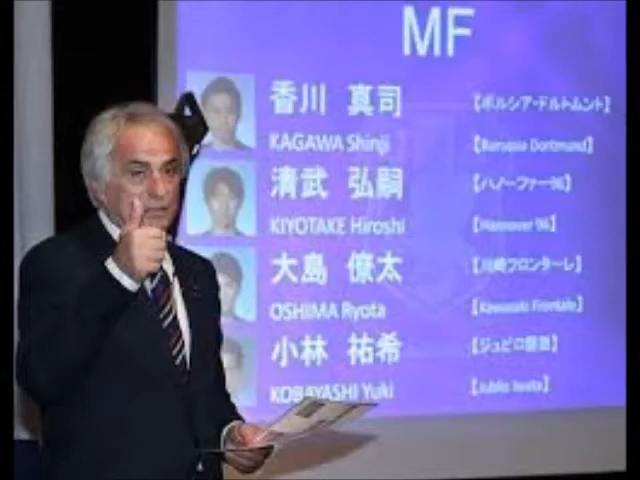 MF
香川 真司 【ボルシア・ドルトムント】
KAGAWA Shinji 【Borussia Dortmund】
清武 弘嗣 【ハノーファー96】
KIYOTAKE Hiroshi 【Hannover 96】
大島 僚太 【川崎フロンターレ】
OSHIMA Ryota 【Kawasaki Frontale】
小林 祐希 【ジュビロ磐田】
KOBAYASHI Yuki 【Jubilo Iwata】